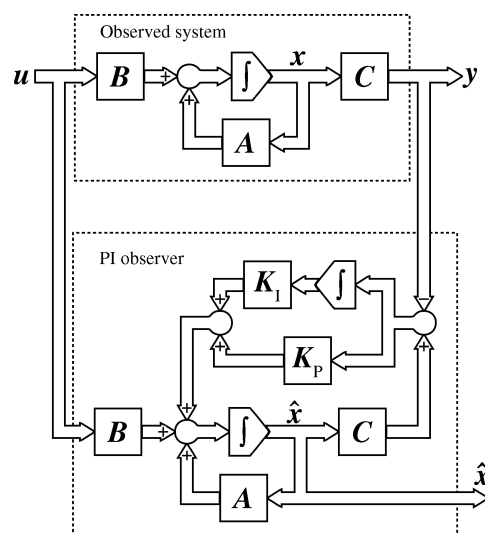 Observed system
u
B
+
∫
x
C
y
+
A
PI observer
K_I
∫
−
+
+
K_P
+
+
B
+
∫
x̂
C
+
A
x̂